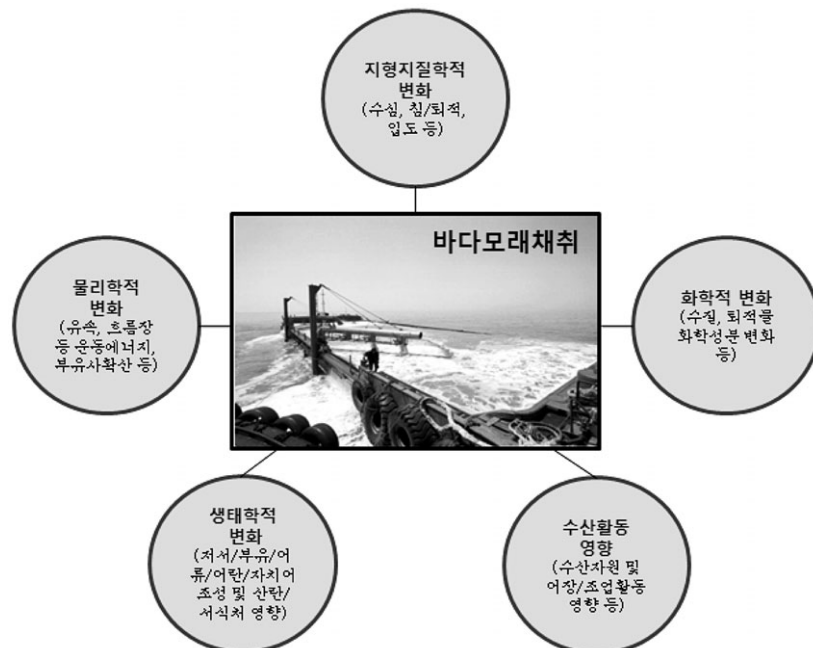 지형지질학적
변화
(수심, 침/퇴적,
입도 등)
바다모래채취
물리학적
변화
(유속, 흐름장
등 운동에너지,
부유사확산 등)
화학적 변화
(수질, 퇴적물
화학성분 변화
등)
생태학적
변화
(저서/부유/어
류/어란/자치어
조성 및 산란/
서식처 영향)
수산활동
영향
(수산자원 및
어장/조업활동
영향 등)